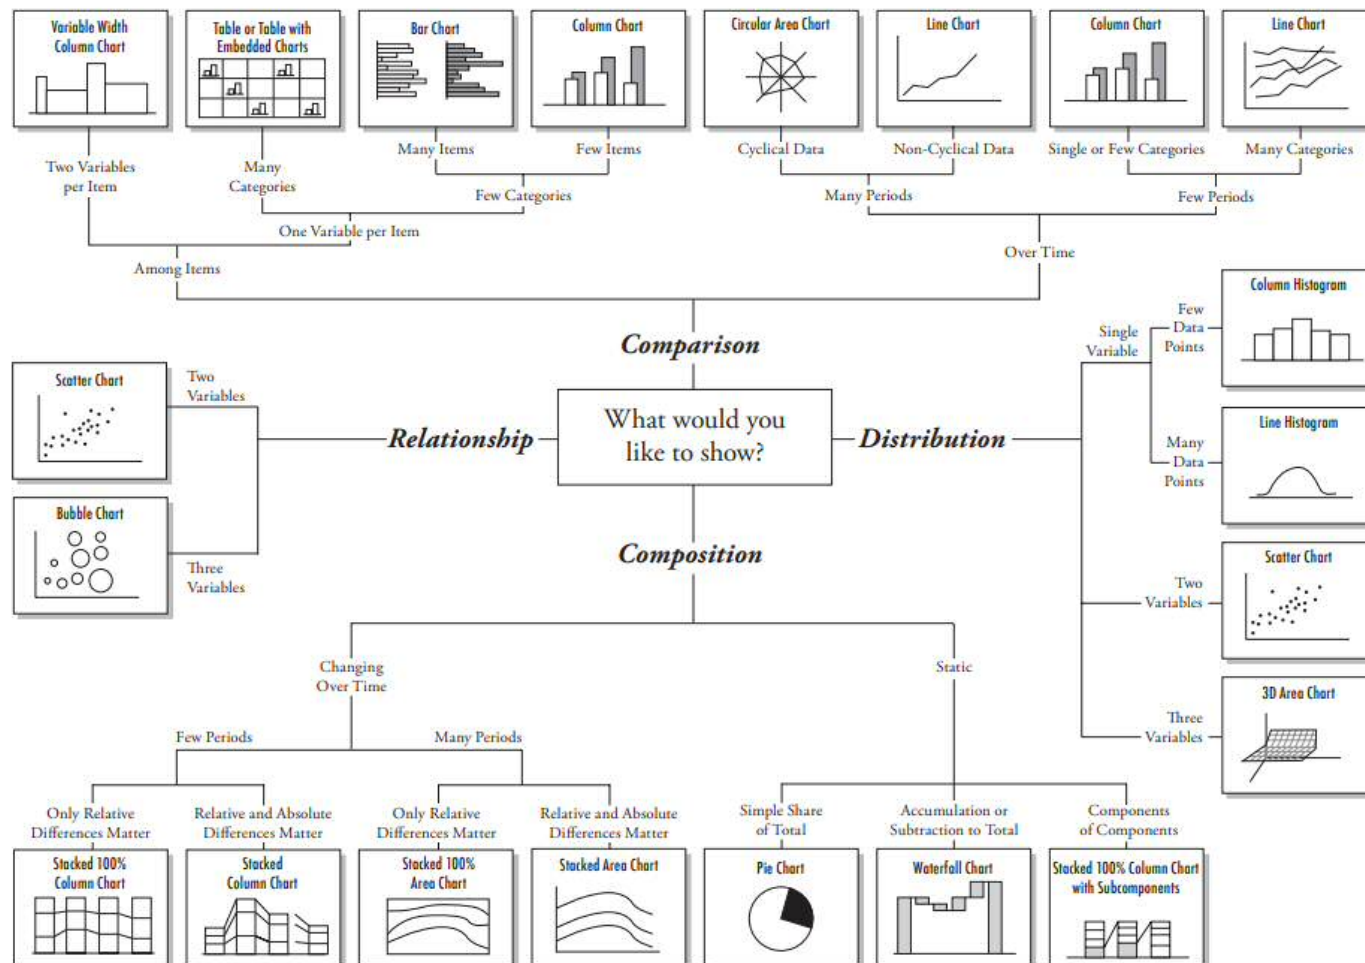 Variable Width
Column Chart
Table or Table with
Embedded Charts
Bar Chart
Column Chart
Circular Area Chart
Line Chart
Column Chart
Line Chart
Two Variables
per Item
Many
Categories
Many Items
Few Items
Cyclical Data
Non-Cyclical Data
Single or Few Categories
Many Categories
Few Categories
Many Periods
Few Periods
One Variable per Item
Over Time
Among Items
Comparison
What would you
like to show?
Relationship
Two
Variables
Scatter Chart
Bubble Chart
Three
Variables
Distribution
Single
Variable
Few
Data
Points
Column Histogram
Many
Data
Points
Line Histogram
Two
Variables
Scatter Chart
Three
Variables
3D Area Chart
Composition
Changing
Over Time
Static
Few Periods
Many Periods
Only Relative
Differences Matter
Relative and Absolute
Differences Matter
Only Relative
Differences Matter
Relative and Absolute
Differences Matter
Simple Share
of Total
Accumulation or
Subtraction to Total
Components
of Components
Stacked 100%
Column Chart
Stacked
Column Chart
Stacked 100%
Area Chart
Stacked Area Chart
Pie Chart
Waterfall Chart
Stacked 100% Column Chart
with Subcomponents